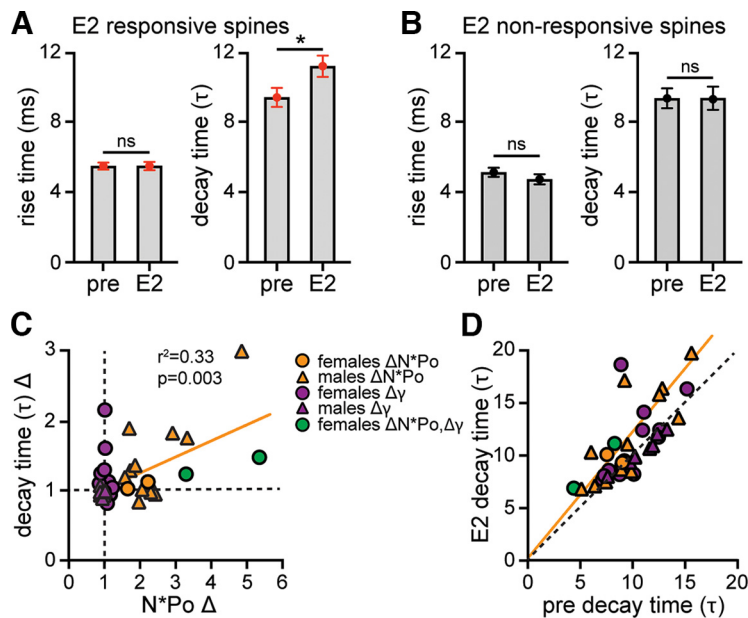 A E2 responsive spines
rise time (ms)
12
8
4
0
ns
pre E2
decay time (τ)
12
8
4
0
*
pre E2
B E2 non-responsive spines
rise time (ms)
12
8
4
0
ns
pre E2
decay time (τ)
12
8
4
0
ns
pre E2
C
decay time (τ) Δ
3
2
1
0
r²=0.33
p=0.003
0 1 2 3 4 5 6
N*Po Δ
females ΔN*Po
males ΔN*Po
females Δγ
males Δγ
females ΔN*Po,Δγ
D
E2 decay time (τ)
20
15
10
5
0
0 5 10 15 20
pre decay time (τ)